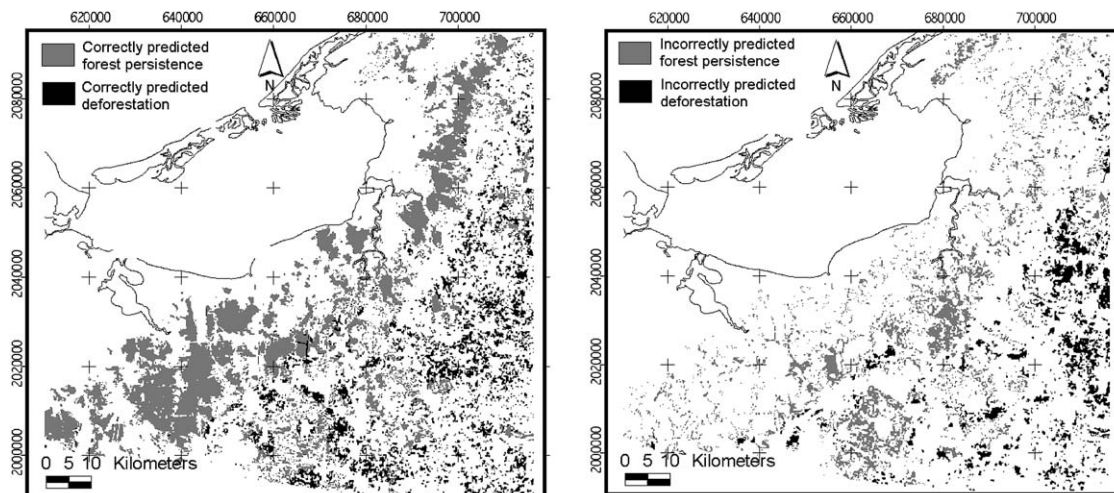 620000 640000 660000 680000 700000
Correctly predicted
forest persistence
Correctly predicted
deforestation
N
2080000
2060000
2040000
2020000
2000000
0 5 10 Kilometers
620000 640000 660000 680000 700000
Incorrectly predicted
forest persistence
Incorrectly predicted
deforestation
N
2080000
2060000
2040000
2020000
2000000
0 5 10 Kilometers